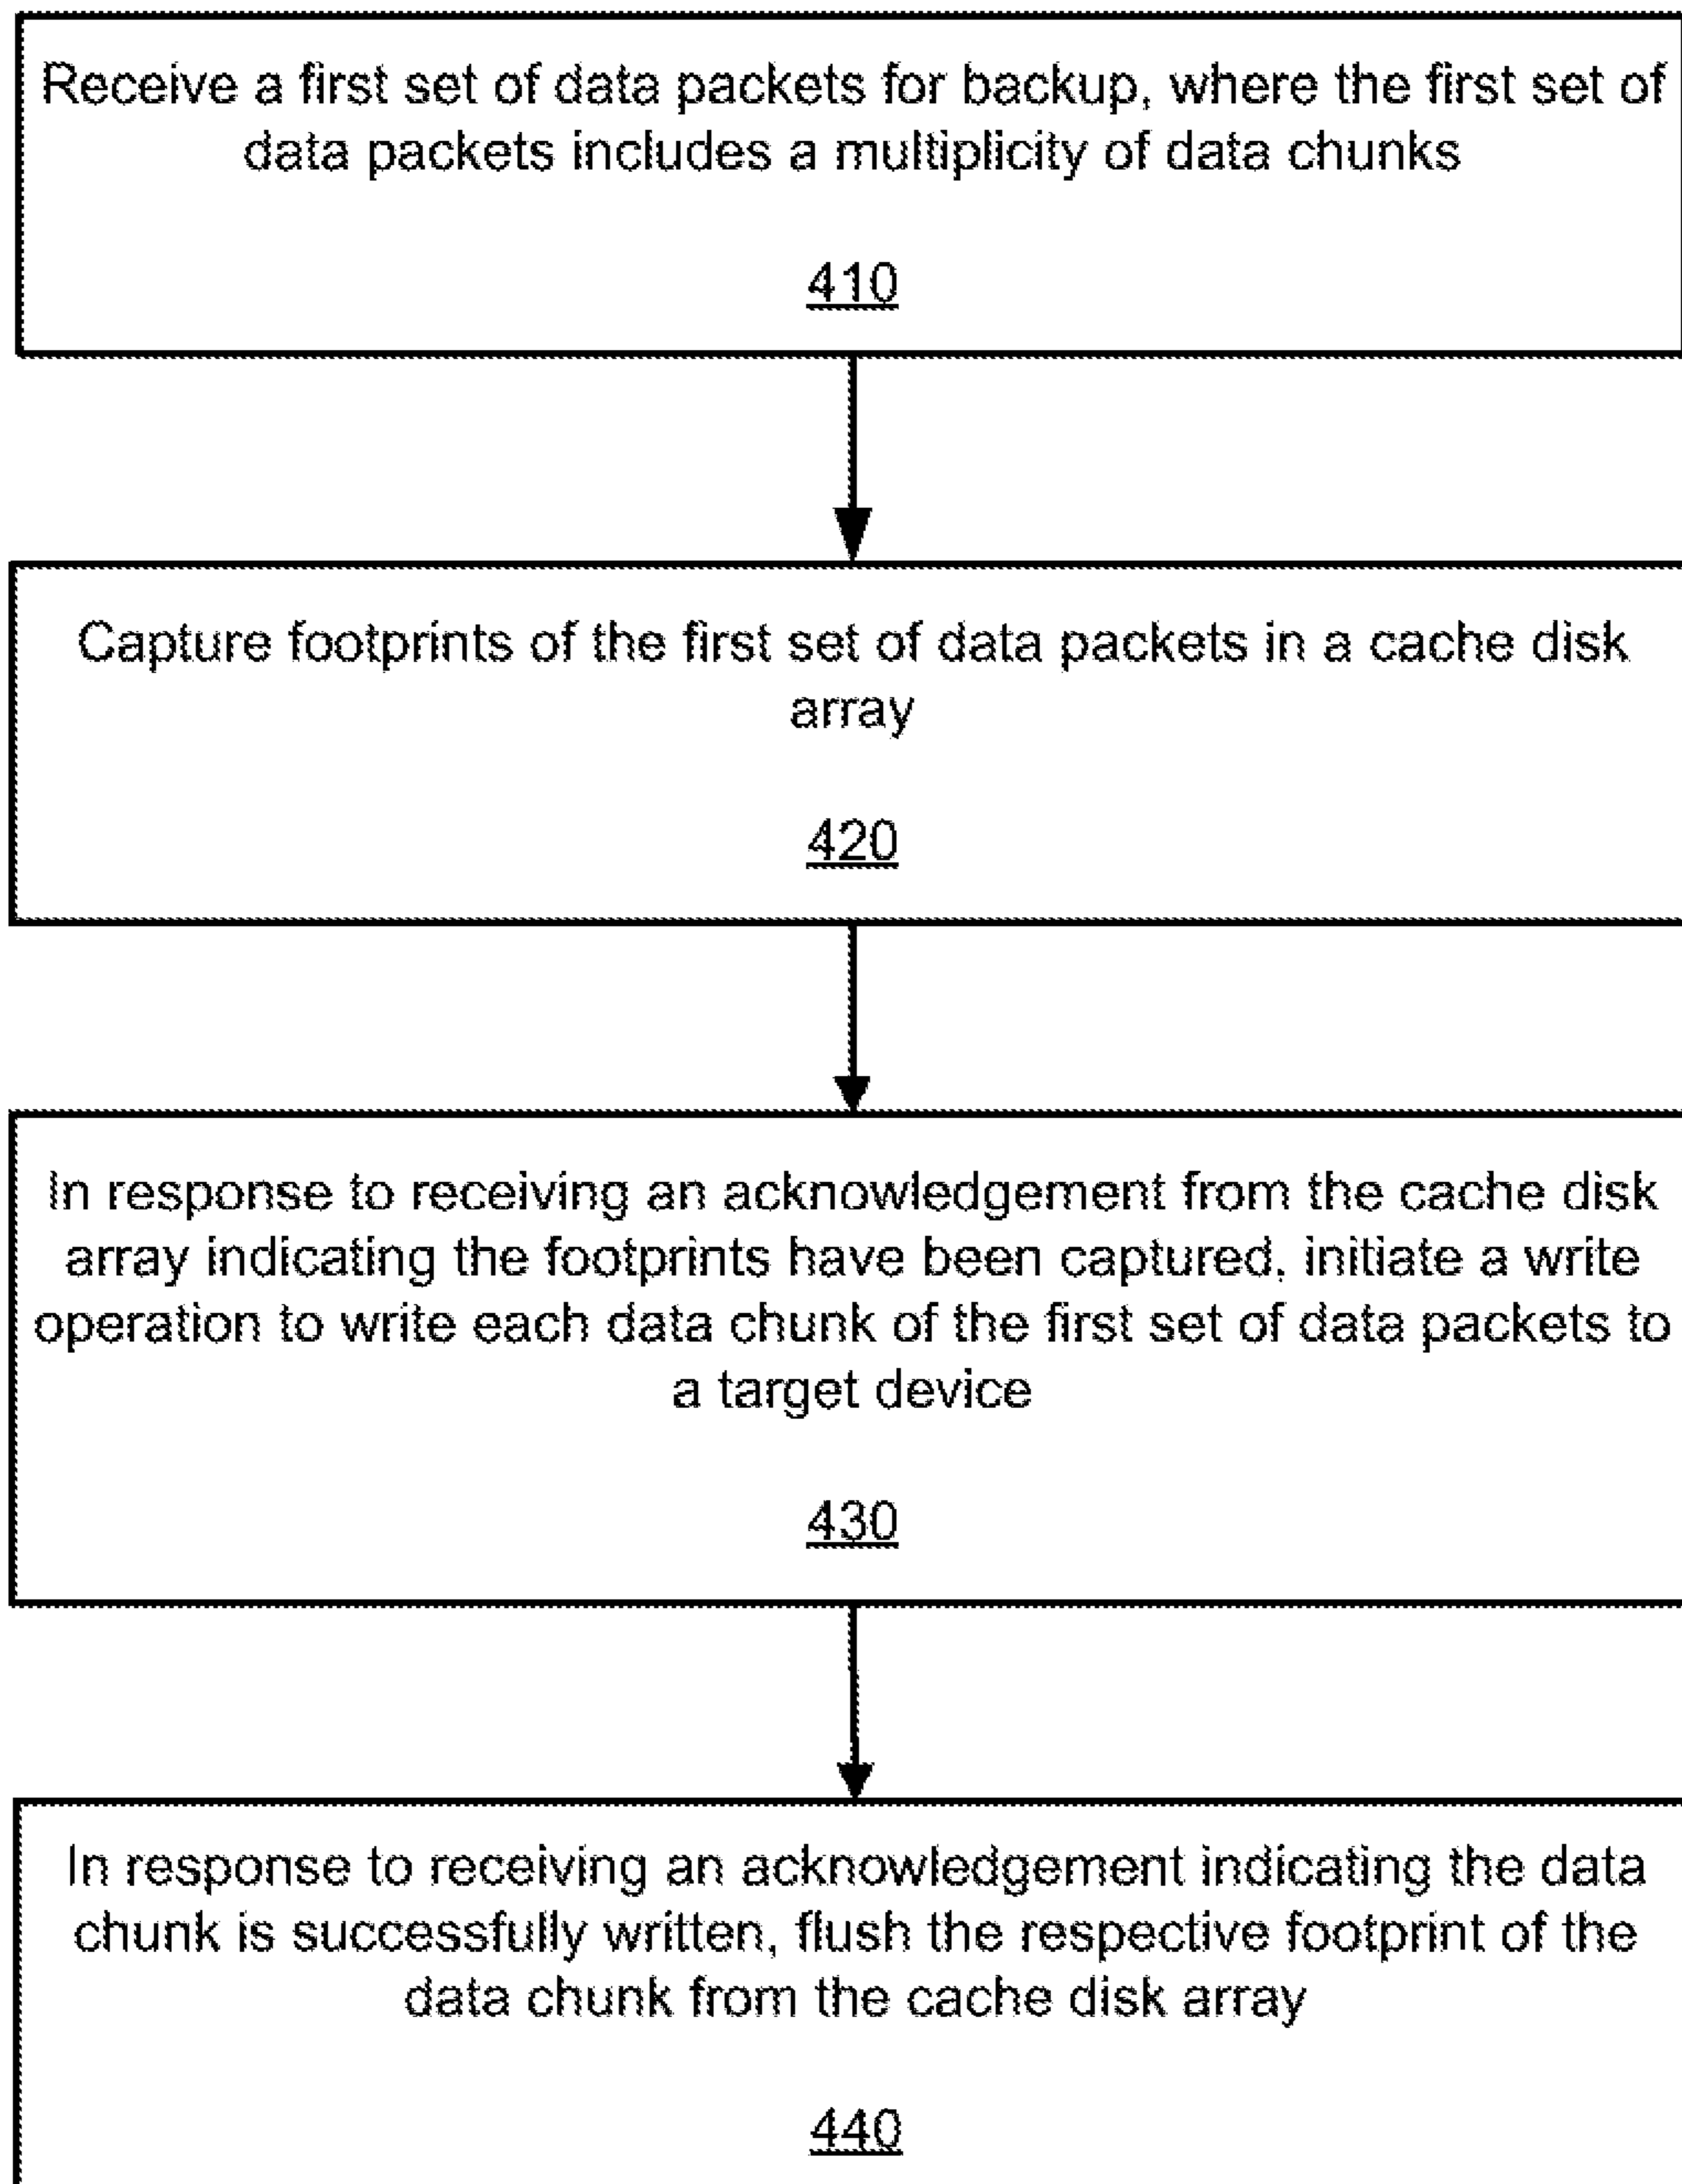 Receive a first set of data packets for backup, where the first set of
data packets includes a multiplicity of data chunks
410
Capture footprints of the first set of data packets in a cache disk
array
420
In response to receiving an acknowledgement from the cache disk
array indicating the footprints have been captured, initiate a write
operation to write each data chunk of the first set of data packets to
a target device
430
In response to receiving an acknowledgement indicating the data
chunk is successfully written, flush the respective footprint of the
data chunk from the cache disk array
440